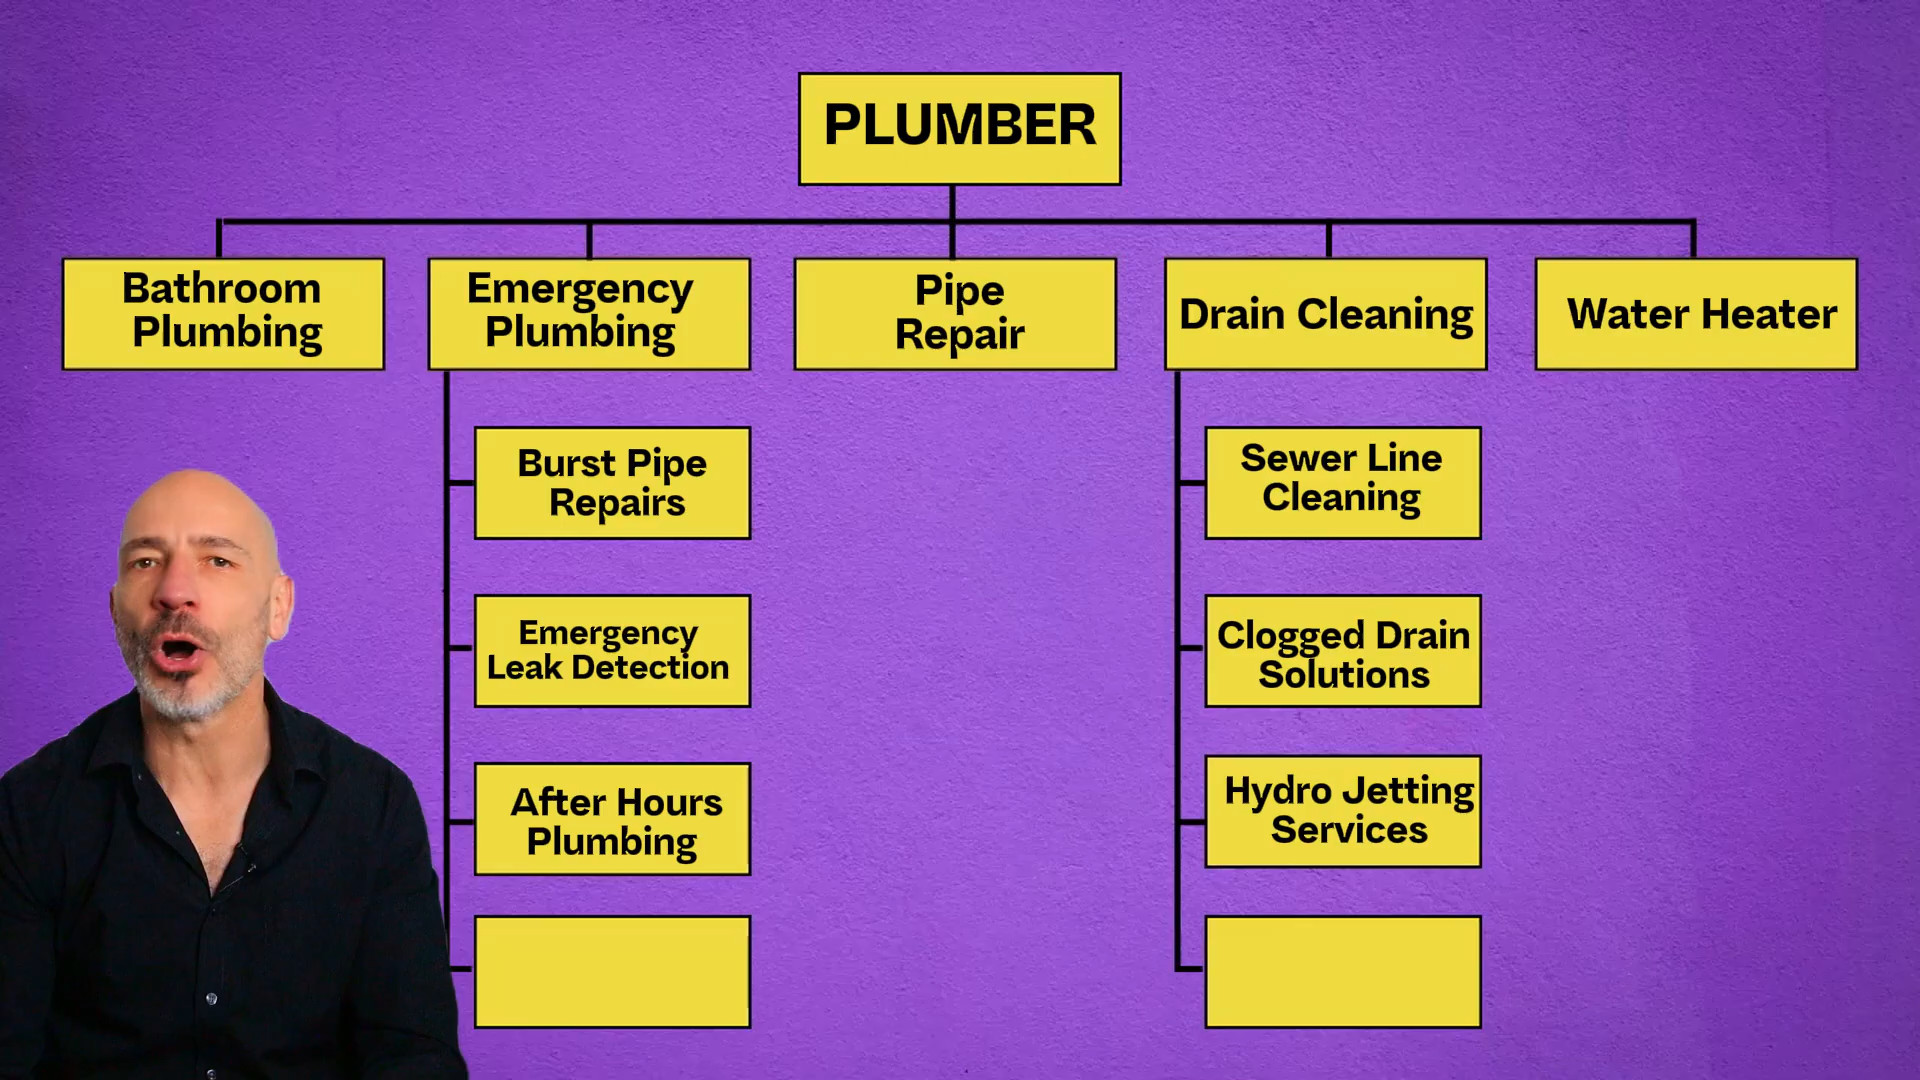 PLUMBER
Bathroom
Plumbing
Emergency
Plumbing
Pipe
Repair
Drain Cleaning
Water Heater
Burst Pipe
Repairs
Emergency
Leak Detection
After Hours
Plumbing
Sewer Line
Cleaning
Clogged Drain
Solutions
Hydro Jetting
Services